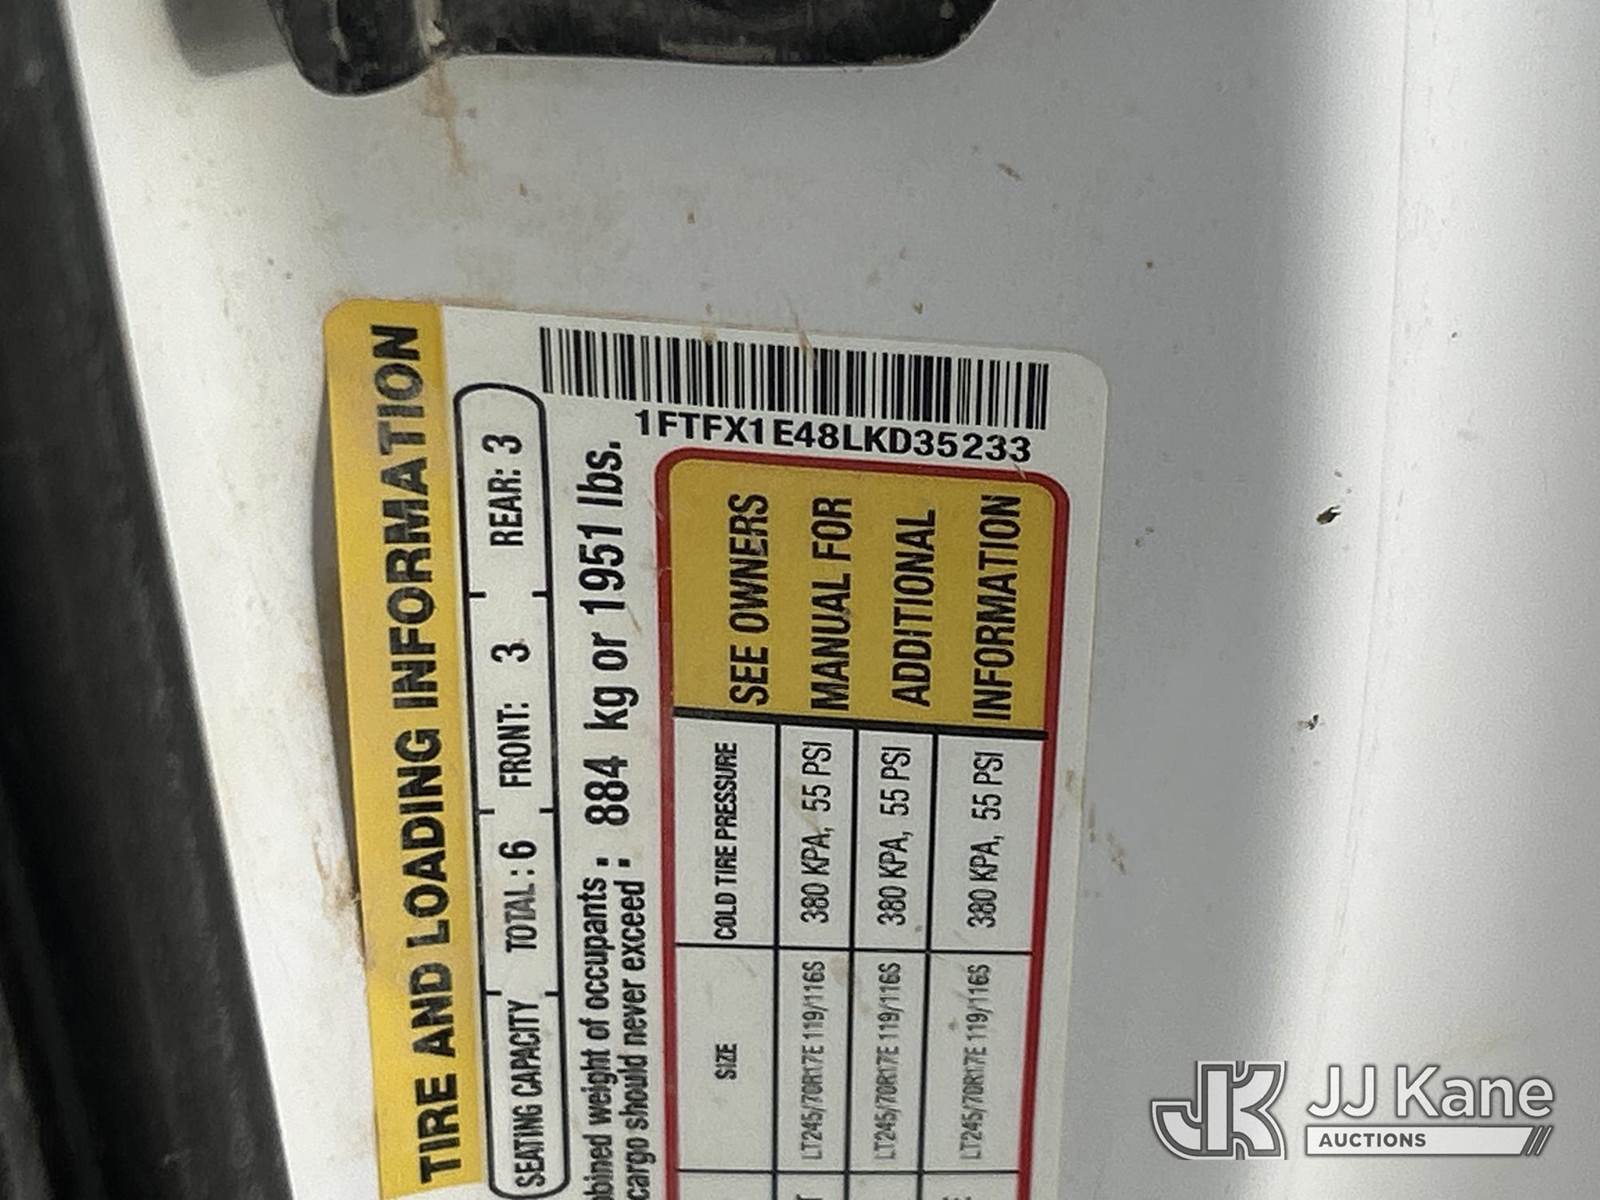 TIRE AND LOADING INFORMATION
SEATING CAPACITY TOTAL: 6 FRONT: 3 REAR: 3
weight of occupants : 884 kg or 1951 lbs.
cargo should never exceed :
1FTFX1E48LKD35233
SIZE COLD TIRE PRESSURE
LT245/70R17E 119/116S 380 KPA, 55 PSI
LT245/70R17E 119/116S 380 KPA, 55 PSI
LT245/70R17E 119/116S 380 KPA, 55 PSI
SEE OWNERS
MANUAL FOR
ADDITIONAL
INFORMATION
JK JJ Kane
AUCTIONS